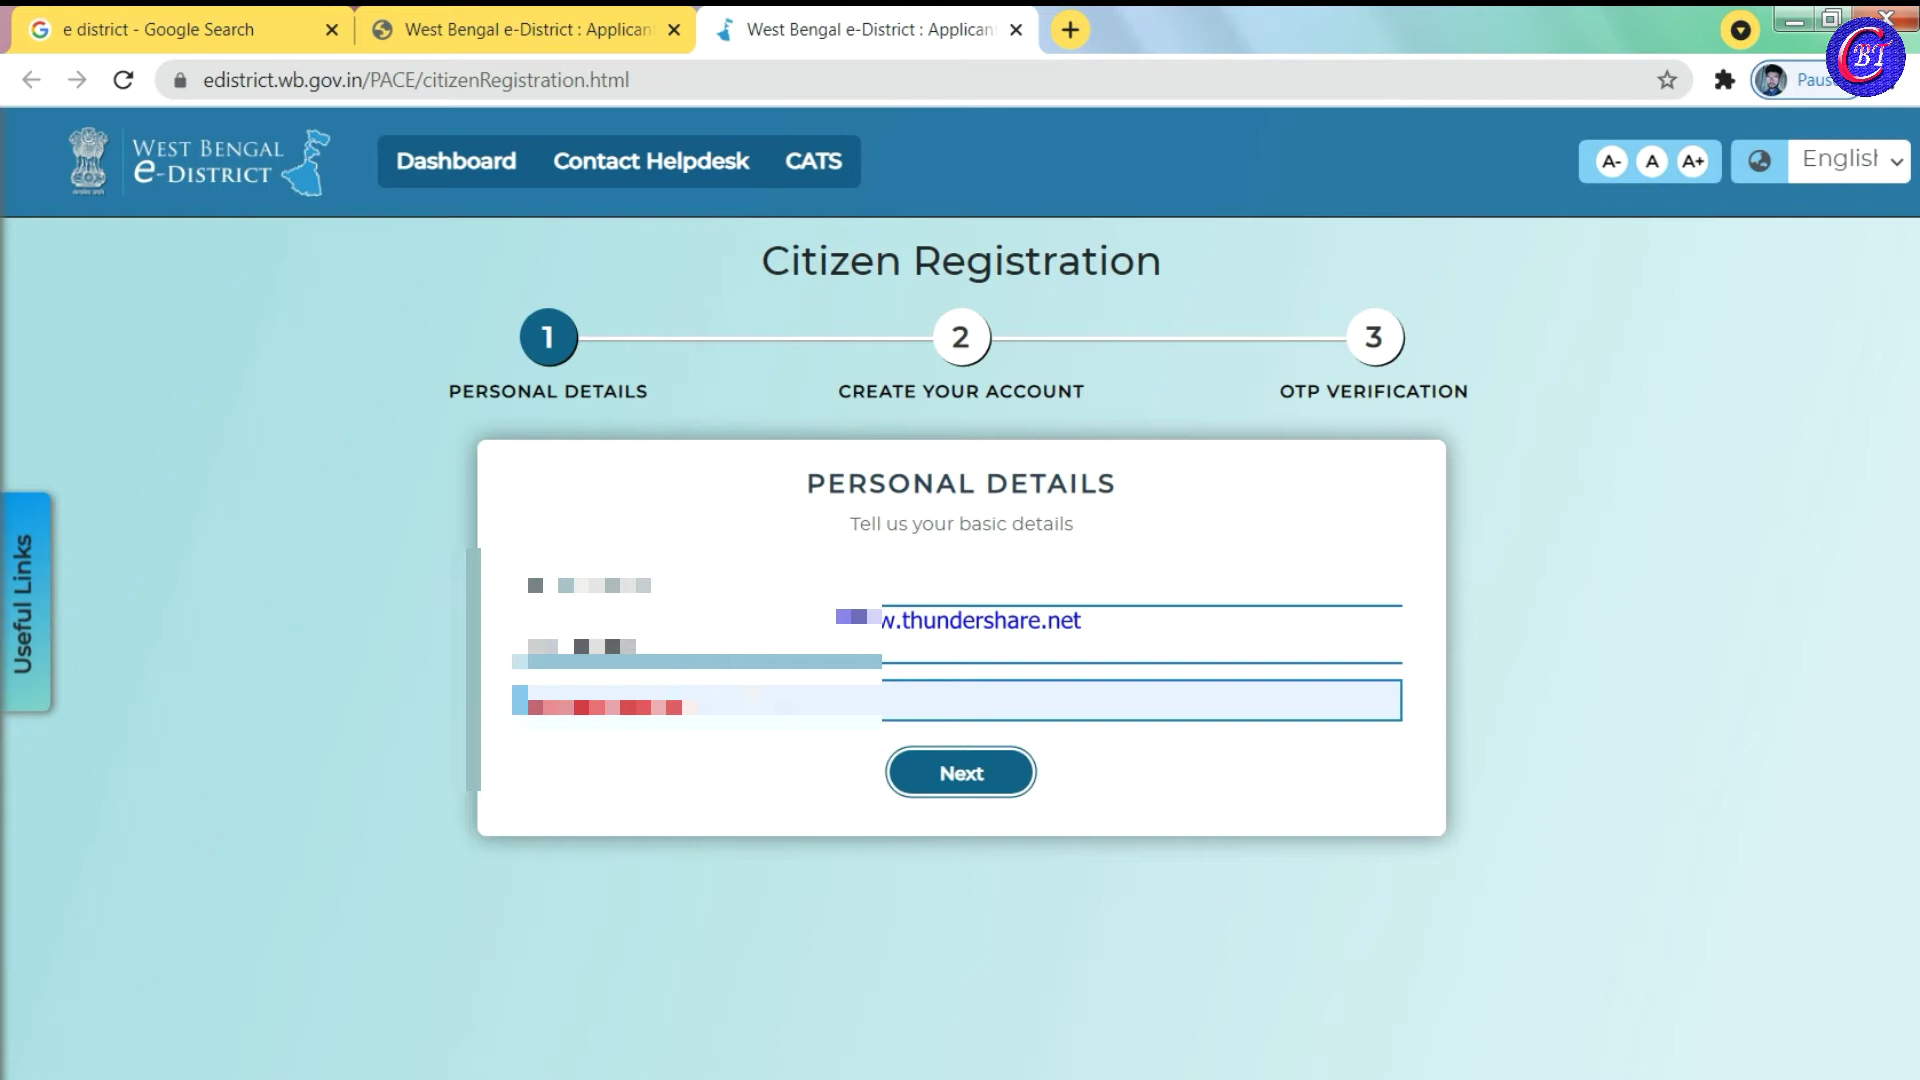 e district - Google Search
West Bengal e-District : Applican
West Bengal e-District : Applican
edistrict.wb.gov.in/PACE/citizenRegistration.html
CBT
WEST BENGAL
e-DISTRICT
Dashboard
Contact Helpdesk
CATS
A- A A+
English
Citizen Registration
1
2
3
PERSONAL DETAILS
CREATE YOUR ACCOUNT
OTP VERIFICATION
PERSONAL DETAILS
Tell us your basic details
Useful Links
w.thundershare.net
Next